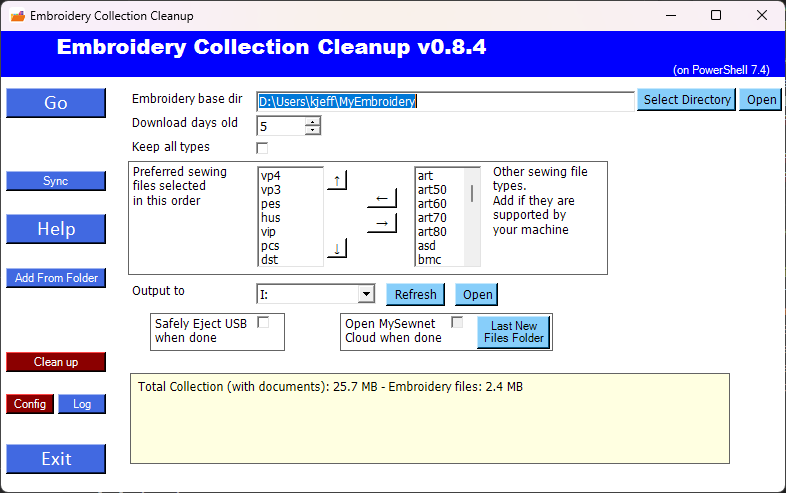 Embroidery Collection Cleanup
Embroidery Collection Cleanup v0.8.4
(on PowerShell 7.4)
Go
Embroidery base dir
D:\Users\kjeff\MyEmbroidery
Select Directory
Open
Download days old
5
Keep all types
Sync
Preferred sewing
files selected
in this order
vp4
vp3
pes
hus
vip
pcs
dst
↑
↓
←
→
art
art50
art60
art70
art80
asd
bmc
Other sewing file
types.
Add if they are
supported by
your machine
Help
Add From Folder
Output to
I:
Refresh
Open
Safely Eject USB
when done
Open MySewnet
Cloud when done
Last New
Files Folder
Clean up
Config
Log
Total Collection (with documents): 25.7 MB - Embroidery files: 2.4 MB
Exit